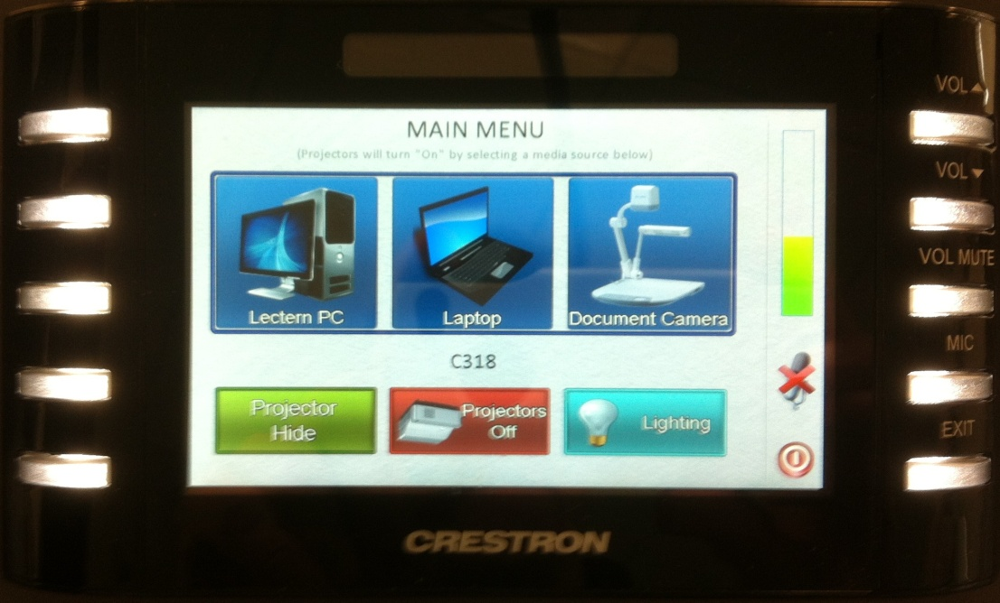 MAIN MENU
(Projectors will turn "On" by selecting a media source below)
Lectern PC
Laptop
Document Camera
C318
Projector
Hide
Projectors
Off
Lighting
VOL
VOL
VOL MUTE
MIC
EXIT
CRESTRON